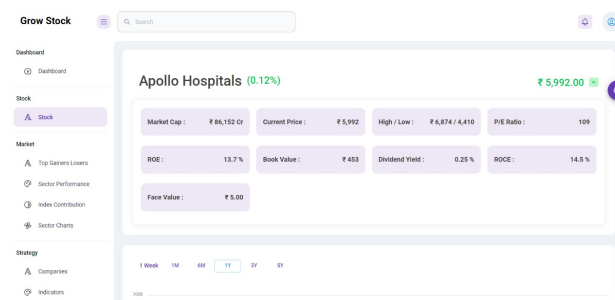 Grow Stock
Search
Dashboard
Dashboard
Stock
Stock
Market
Top Gainers Losers
Sector Performance
Index Contribution
Sector Charts
Strategy
Companies
Indicators
Apollo Hospitals (0.12%)
₹ 5,992.00
Market Cap : ₹ 86,152 Cr
Current Price : ₹ 5,992
High / Low : ₹ 6,874 / 4,410
P/E Ratio : 109
ROE : 13.7 %
Book Value : ₹ 453
Dividend Yield : 0.25 %
ROCE : 14.5 %
Face Value : ₹ 5.00
1 Week 1M 6M 1Y 3Y 5Y
7000